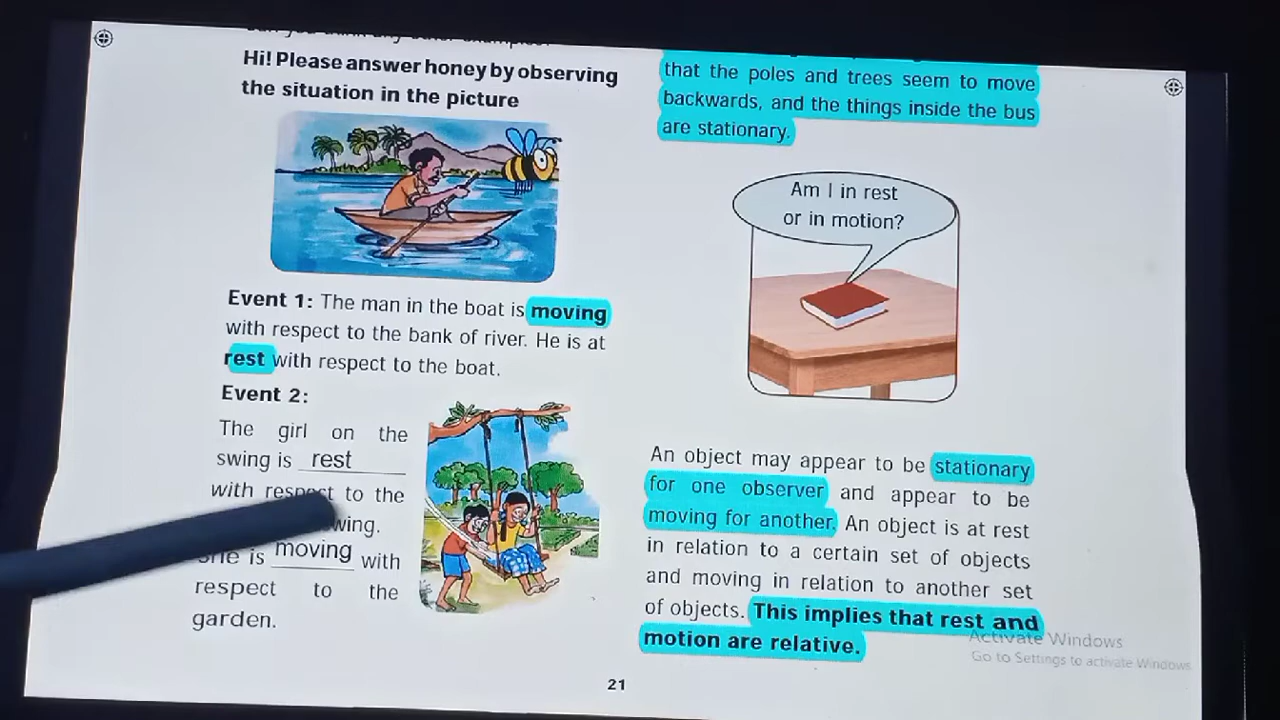 Hi! Please answer honey by observing
the situation in the picture
Event 1: The man in the boat is moving
with respect to the bank of river. He is at
rest with respect to the boat.
Event 2:
The girl on the
swing is rest
with respect to the
wing.
is moving with
respect to the
garden.
that the poles and trees seem to move
backwards, and the things inside the bus
are stationary.
Am I in rest
or in motion?
An object may appear to be stationary
for one observer and appear to be
moving for another. An object is at rest
in relation to a certain set of objects
and moving in relation to another set
of objects. This implies that rest and
motion are relative.
Activate Windows
Go to Settings to activate Windows.
21